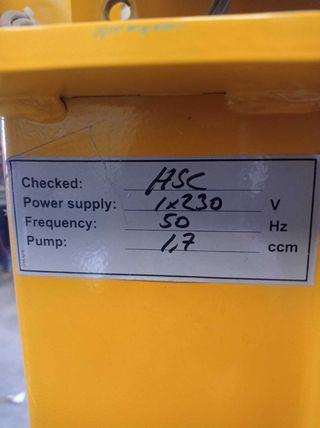 Checked: HSC
Power supply: 1x230 V
Frequency: 50 Hz
Pump: 1,7 ccm